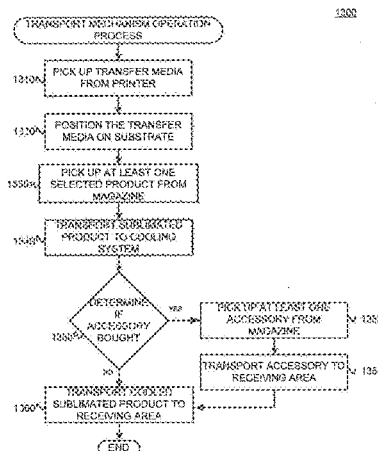 1300
TRANSPORT MECHANISM OPERATION
PROCESS
1310
PICK UP TRANSFER MEDIA
FROM PRINTER
POSITION THE TRANSFER
MEDIA ON SUBSTRATE
PICK UP AT LEAST ONE
SELECTED PRODUCT FROM
MAGAZINE
TRANSPORT SUBLIMATED
PRODUCT TO COOLING
SYSTEM
DETERMINE
IF
ACCESSORY
BOUGHT
1350
YES
NO
PICK UP AT LEAST ONE
ACCESSORY FROM
MAGAZINE
TRANSPORT ACCESSORY TO
RECEIVING AREA
1360
TRANSPORT COOLED
SUBLIMATED PRODUCT TO
RECEIVING AREA
END